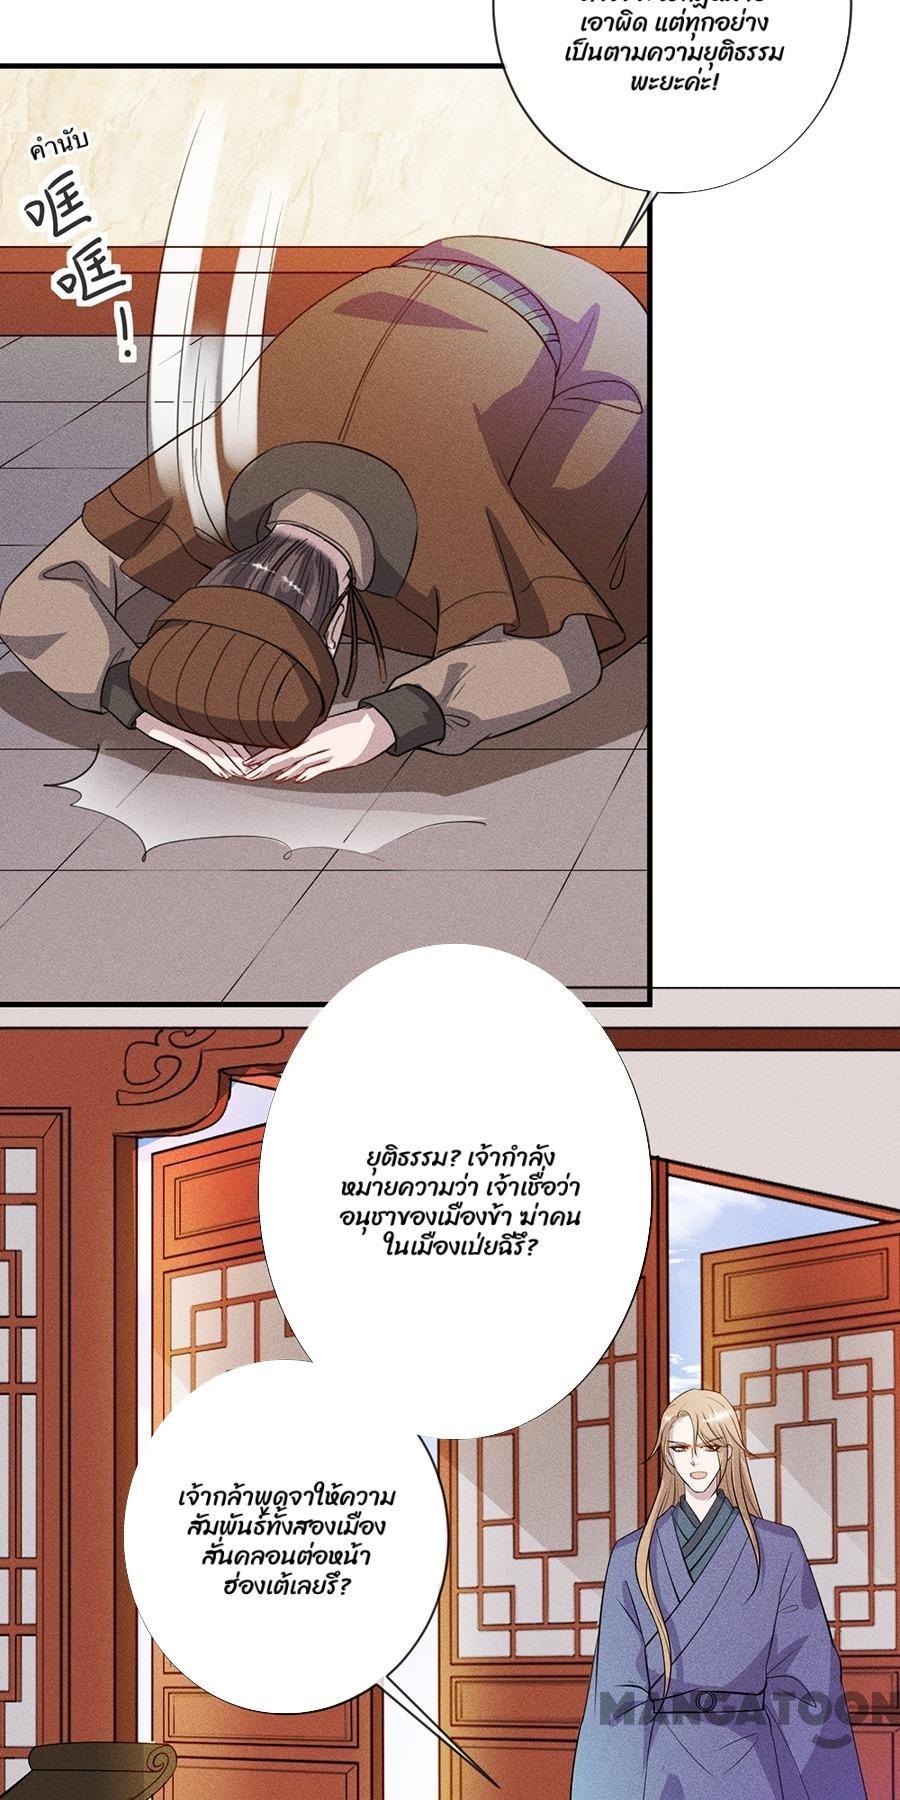 เอาผิด แต่ทุกอย่าง
เป็นตามความยุติธรรม
พะยะค่ะ!
คำนับ
哐
哐
!
ยุติธรรม? เจ้ากำลัง
หมายความว่า เจ้าเชื่อว่า
อนุชาของเมืองข้า ฆ่าคน
ในเมืองเป่ยฉีรึ?
เจ้ากล้าพูดจาให้ความ
สัมพันธ์ทั้งสองเมือง
สั่นคลอนต่อหน้า
ฮ่องเต้เลยรึ?
MANGATOON